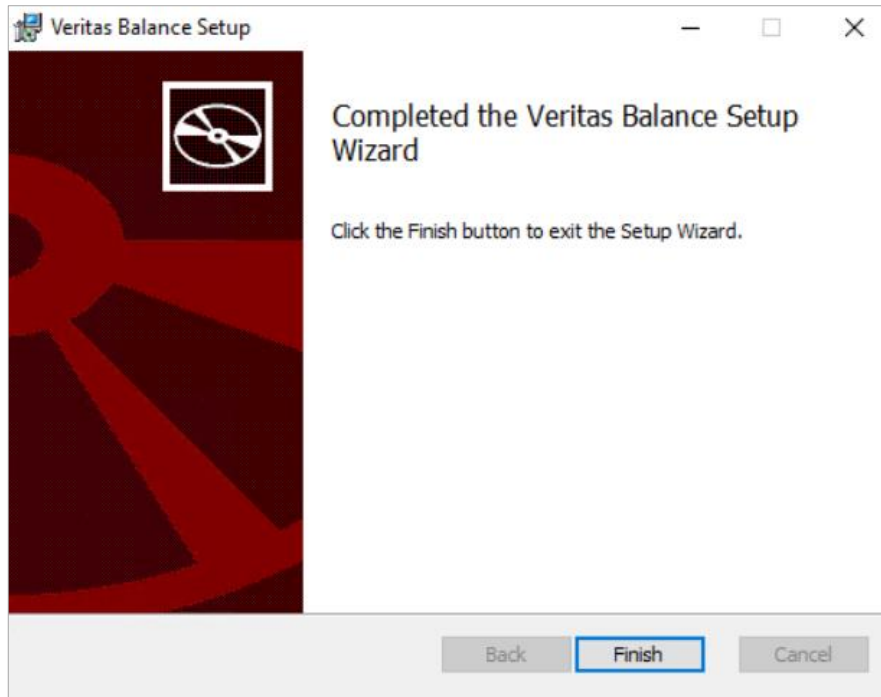 Veritas Balance Setup
Completed the Veritas Balance Setup
Wizard
Click the Finish button to exit the Setup Wizard.
Back Finish Cancel